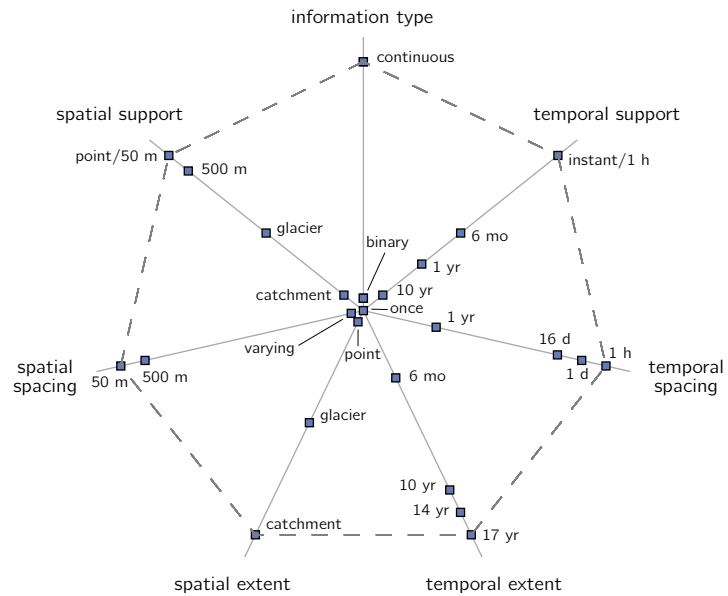 information type
continuous
spatial support
temporal support
point/50 m
500 m
instant/1 h
glacier
6 mo
binary
1 yr
catchment
10 yr
once
1 yr
varying
point
16 d
1 h
1 d
spatial
spacing
50 m
500 m
temporal
spacing
6 mo
glacier
10 yr
14 yr
catchment
17 yr
spatial extent
temporal extent